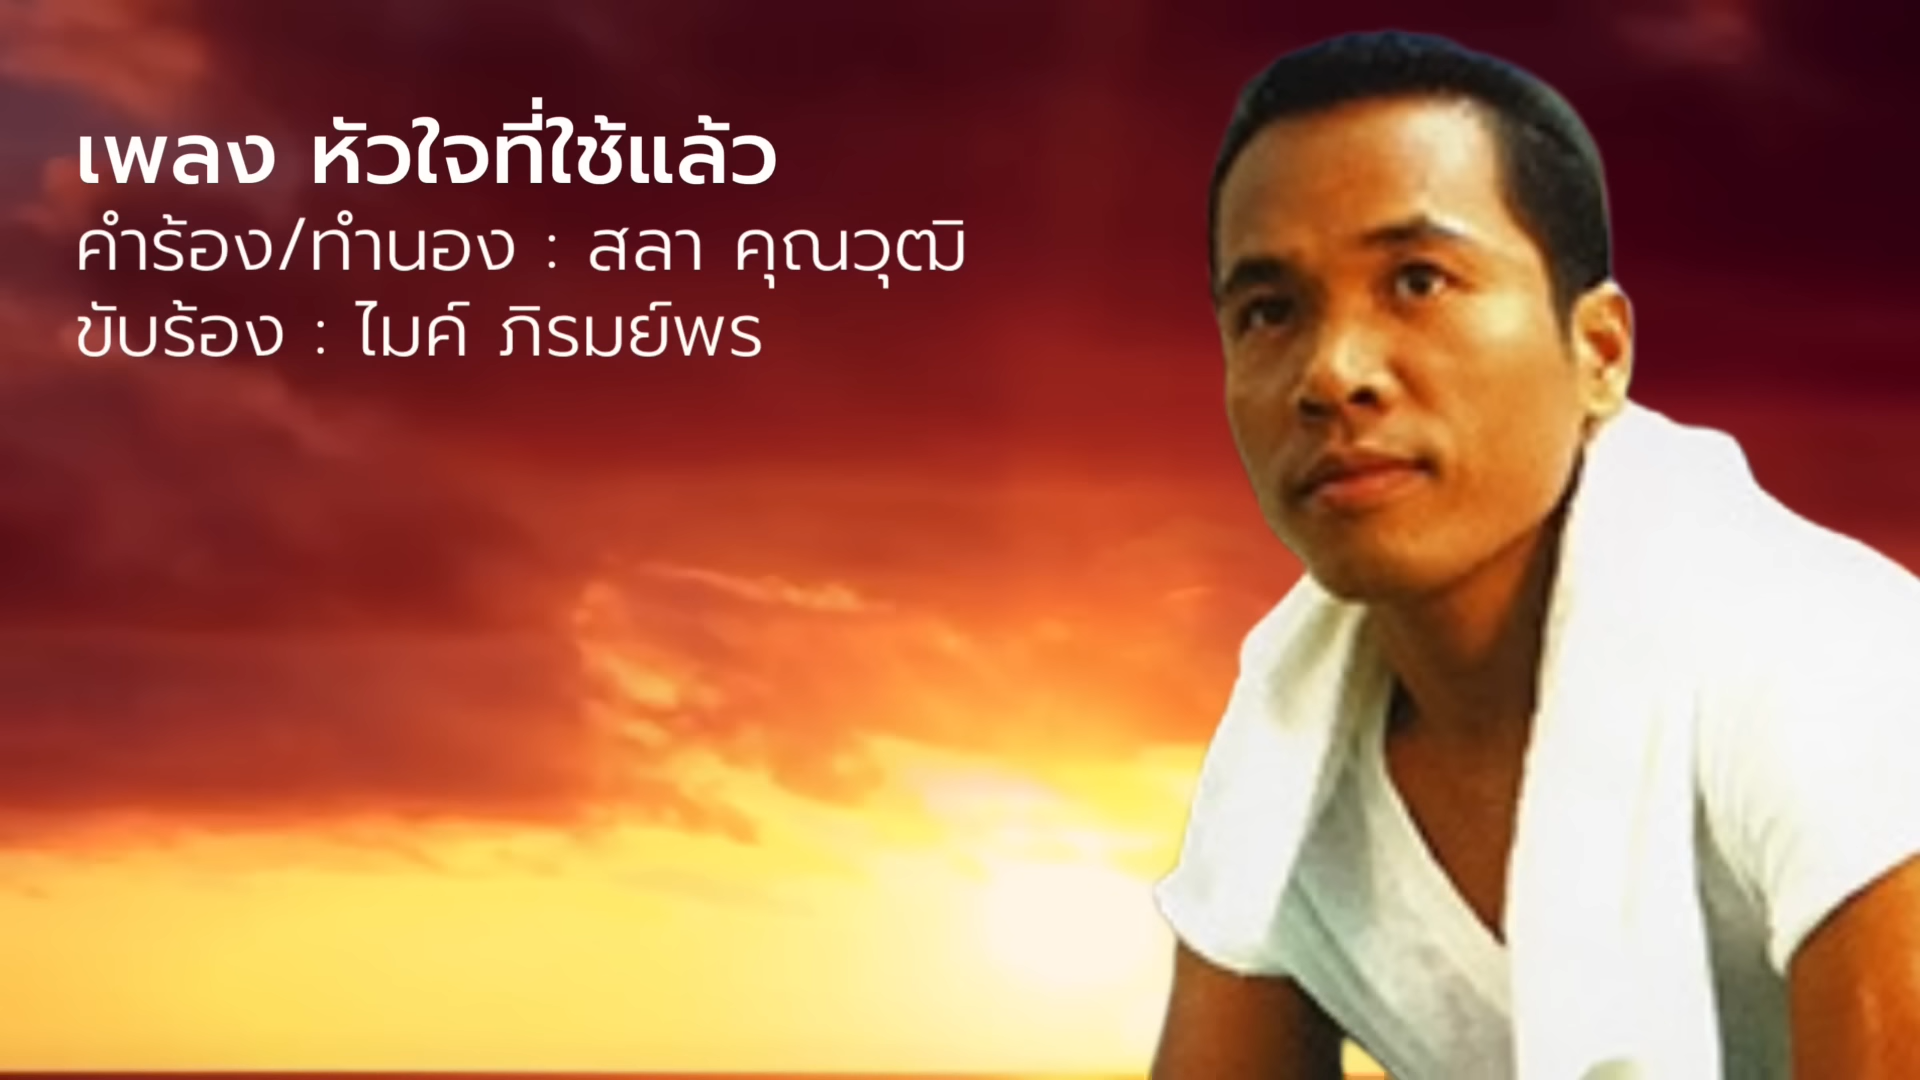 เพลง หัวใจที่ใช้แล้ว
คำร้อง/ทำนอง : สลา คุณวุฒิ
ขับร้อง : ไมค์ ภิรมย์พร